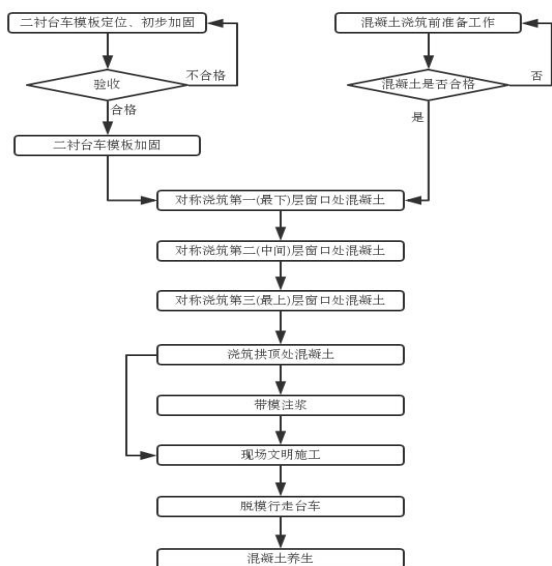 二衬台车模板定位、初步加固
混凝土浇筑前准备工作
验收
不合格
混凝土是否合格
否
合格
是
二衬台车模板加固
对称浇筑第一(最下)层窗口处混凝土
对称浇筑第二(中间)层窗口处混凝土
对称浇筑第三(最上)层窗口处混凝土
浇筑拱顶处混凝土
带模注浆
现场文明施工
脱模行走台车
混凝土养生